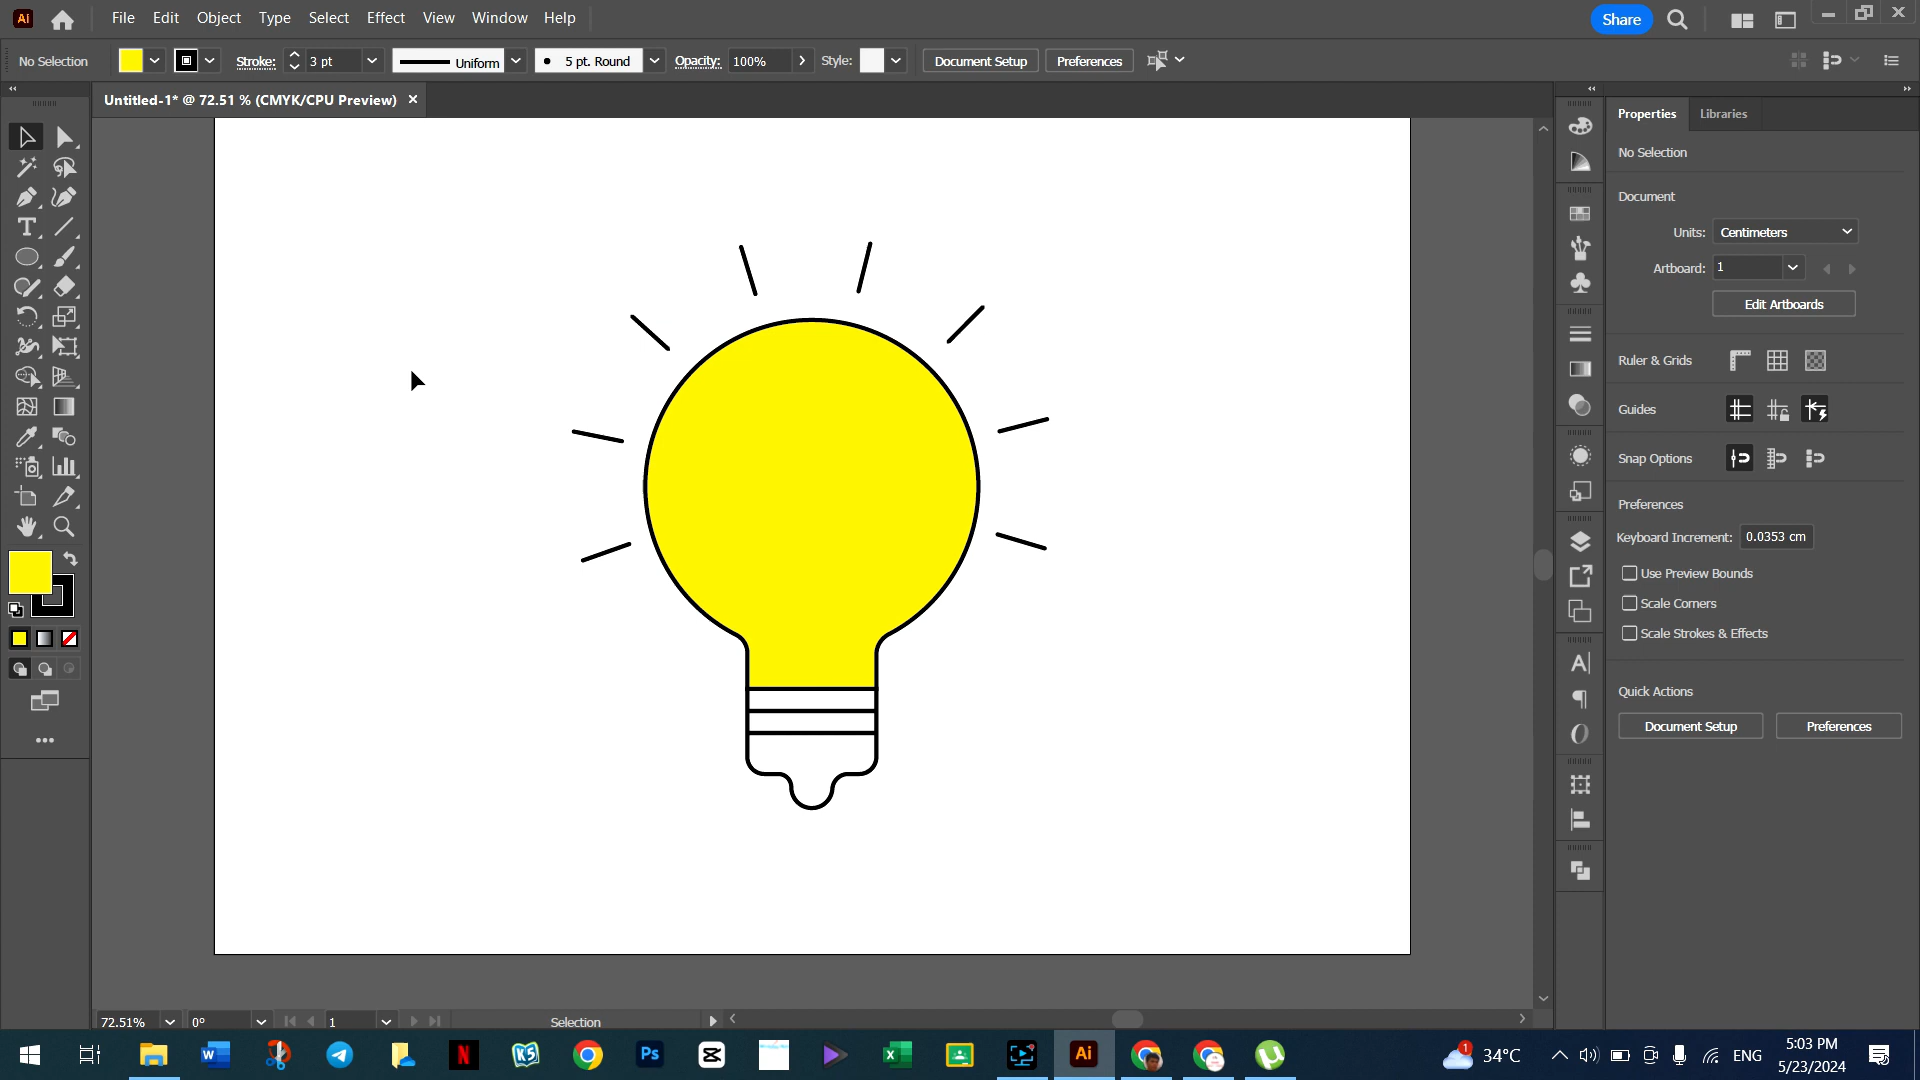 Ai File Edit Object Type Select Effect View Window Help Share
No Selection Stroke: 3 pt Uniform 5 pt. Round Opacity: 100% Style: Document Setup Preferences
Untitled-1* @ 72.51 % (CMYK/CPU Preview)
Properties Libraries
No Selection
Document
Units: Centimeters
Artboard: 1
Edit Artboards
Ruler & Grids
Guides
Snap Options
Preferences
Keyboard Increment: 0.0353 cm
Use Preview Bounds
Scale Corners
Scale Strokes & Effects
Quick Actions
Document Setup Preferences
72.51% 0° 1 Selection
Ps Ai 1 34°C ENG
5:03 PM
5/23/2024